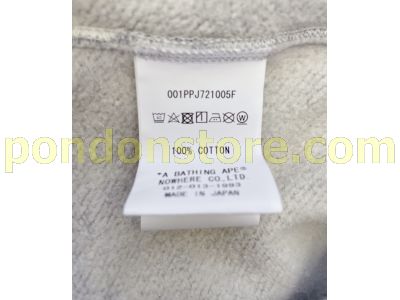 001PPJ721005F
pondonstore.com
100% COTTON
"A BATHING APE®
NOWHERE CO.,LTD.
012-013-1993
MADE IN JAPAN